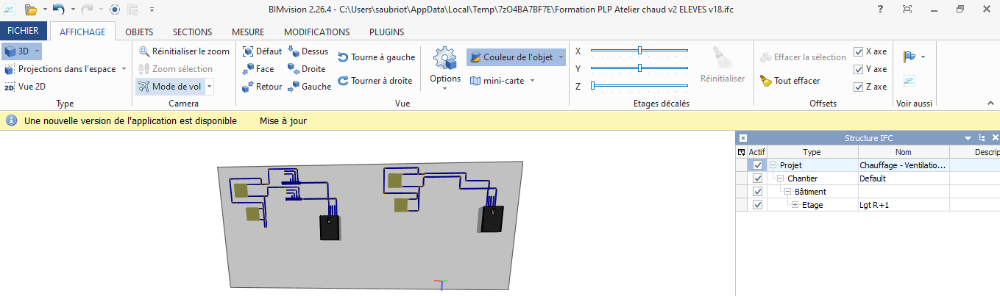 BIMvision 2.26.4 - C:\Users\saubriot\AppData\Local\Temp\7zO4BA7BF7E\Formation PLP Atelier chaud v2 ELEVES v18.ifc
FICHIER AFFICHAGE OBJETS SECTIONS MESURE MODIFICATIONS PLUGINS
3D
Projections dans l'espace
2D Vue 2D
Type
Réinitialiser le zoom
Zoom sélection
Mode de vol
Camera
Défaut Dessus Tourne à gauche
Face Droite
Retour Gauche Tourner à droite
Options
Couleur de l'objet
mini-carte
Vue
X
Y
Z
Réinitialiser
Etages décalés
Effacer la sélection
Tout effacer
X axe
Y axe
Z axe
Offsets
Voir aussi
Une nouvelle version de l'application est disponible Mise à jour
Structure IFC
Actif Type Nom Descrip
Projet Chauffage - Ventilatio...
Chantier Default
Bâtiment
Etage Lgt R+1